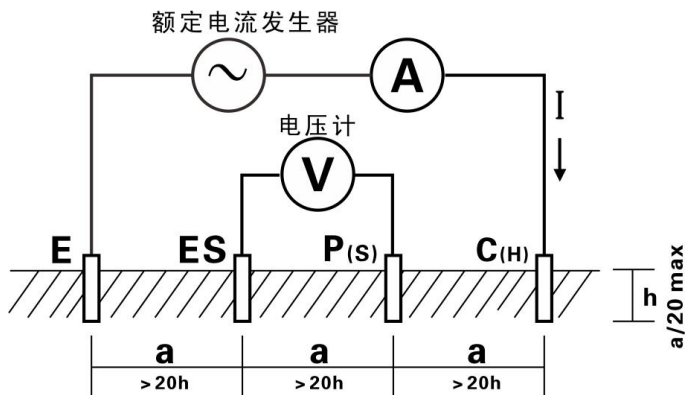 额定电流发生器
A
I
电压计
V
E ES P(S) C(H)
h
a/20 max
a a a
>20h >20h >20h